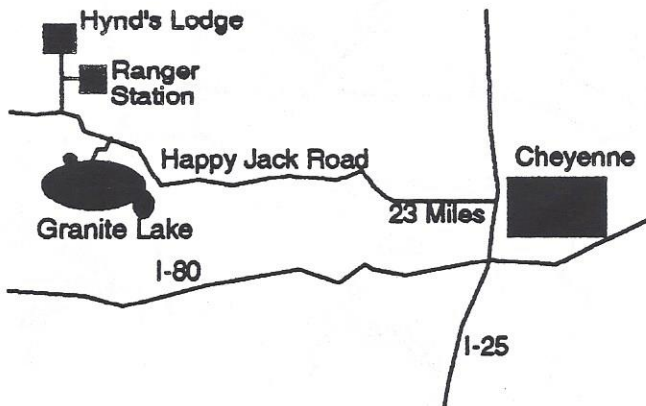 Hynd's Lodge
Ranger
Station
Happy Jack Road
Cheyenne
23 Miles
Granite Lake
I-80
I-25